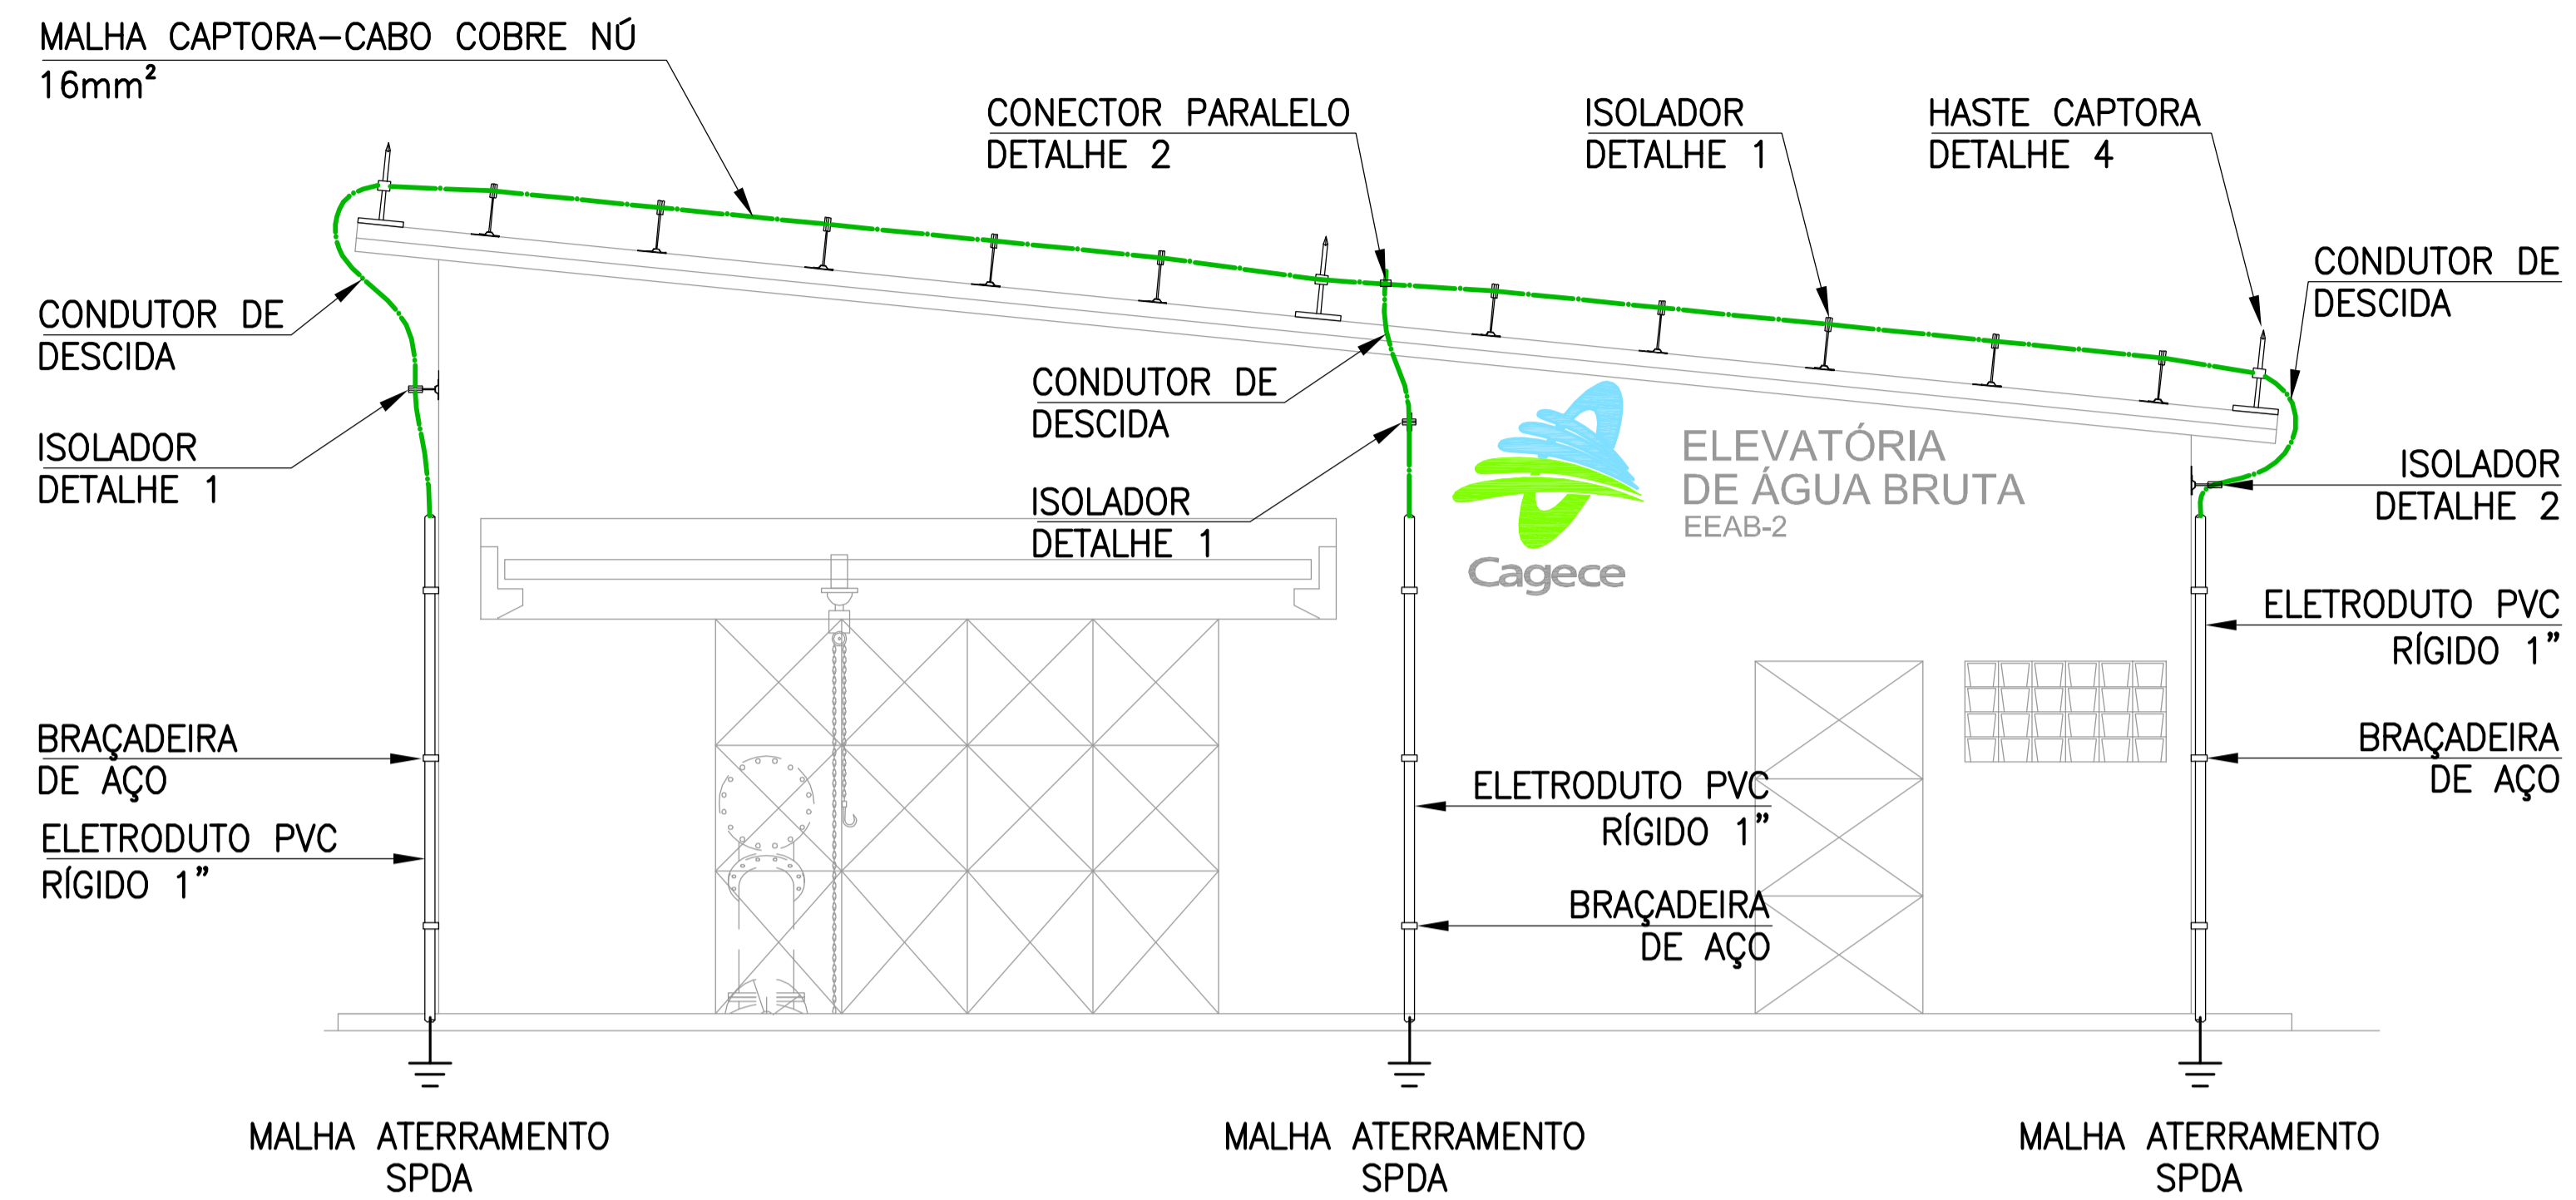 MALHA CAPTORA-CABO COBRE NÚ
16mm²
CONECTOR PARALELO
DETALHE 2
ISOLADOR
DETALHE 1
HASTE CAPTORA
DETALHE 4
CONDUTOR DE
DESCIDA
CONDUTOR DE
DESCIDA
CONDUTOR DE
DESCIDA
ISOLADOR
DETALHE 1
ISOLADOR
DETALHE 1
ELEVATÓRIA
DE ÁGUA BRUTA
EEAB-2
Cagece
ISOLADOR
DETALHE 2
ELETRODUTO PVC
RÍGIDO 1”
BRAÇADEIRA
DE AÇO
BRAÇADEIRA
DE AÇO
ELETRODUTO PVC
RÍGIDO 1”
ELETRODUTO PVC
RÍGIDO 1”
BRAÇADEIRA
DE AÇO
MALHA ATERRAMENTO
SPDA
MALHA ATERRAMENTO
SPDA
MALHA ATERRAMENTO
SPDA